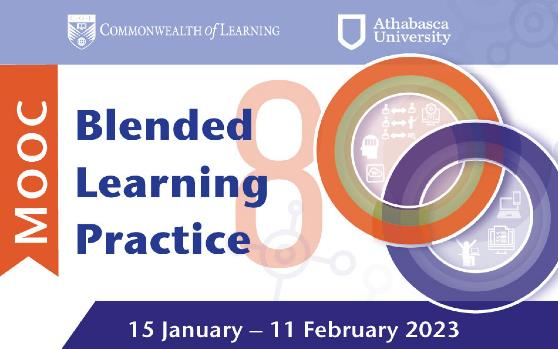 COMMONWEALTH of LEARNING
Athabasca
University
MOOC
8
Blended
Learning
Practice
15 January – 11 February 2023